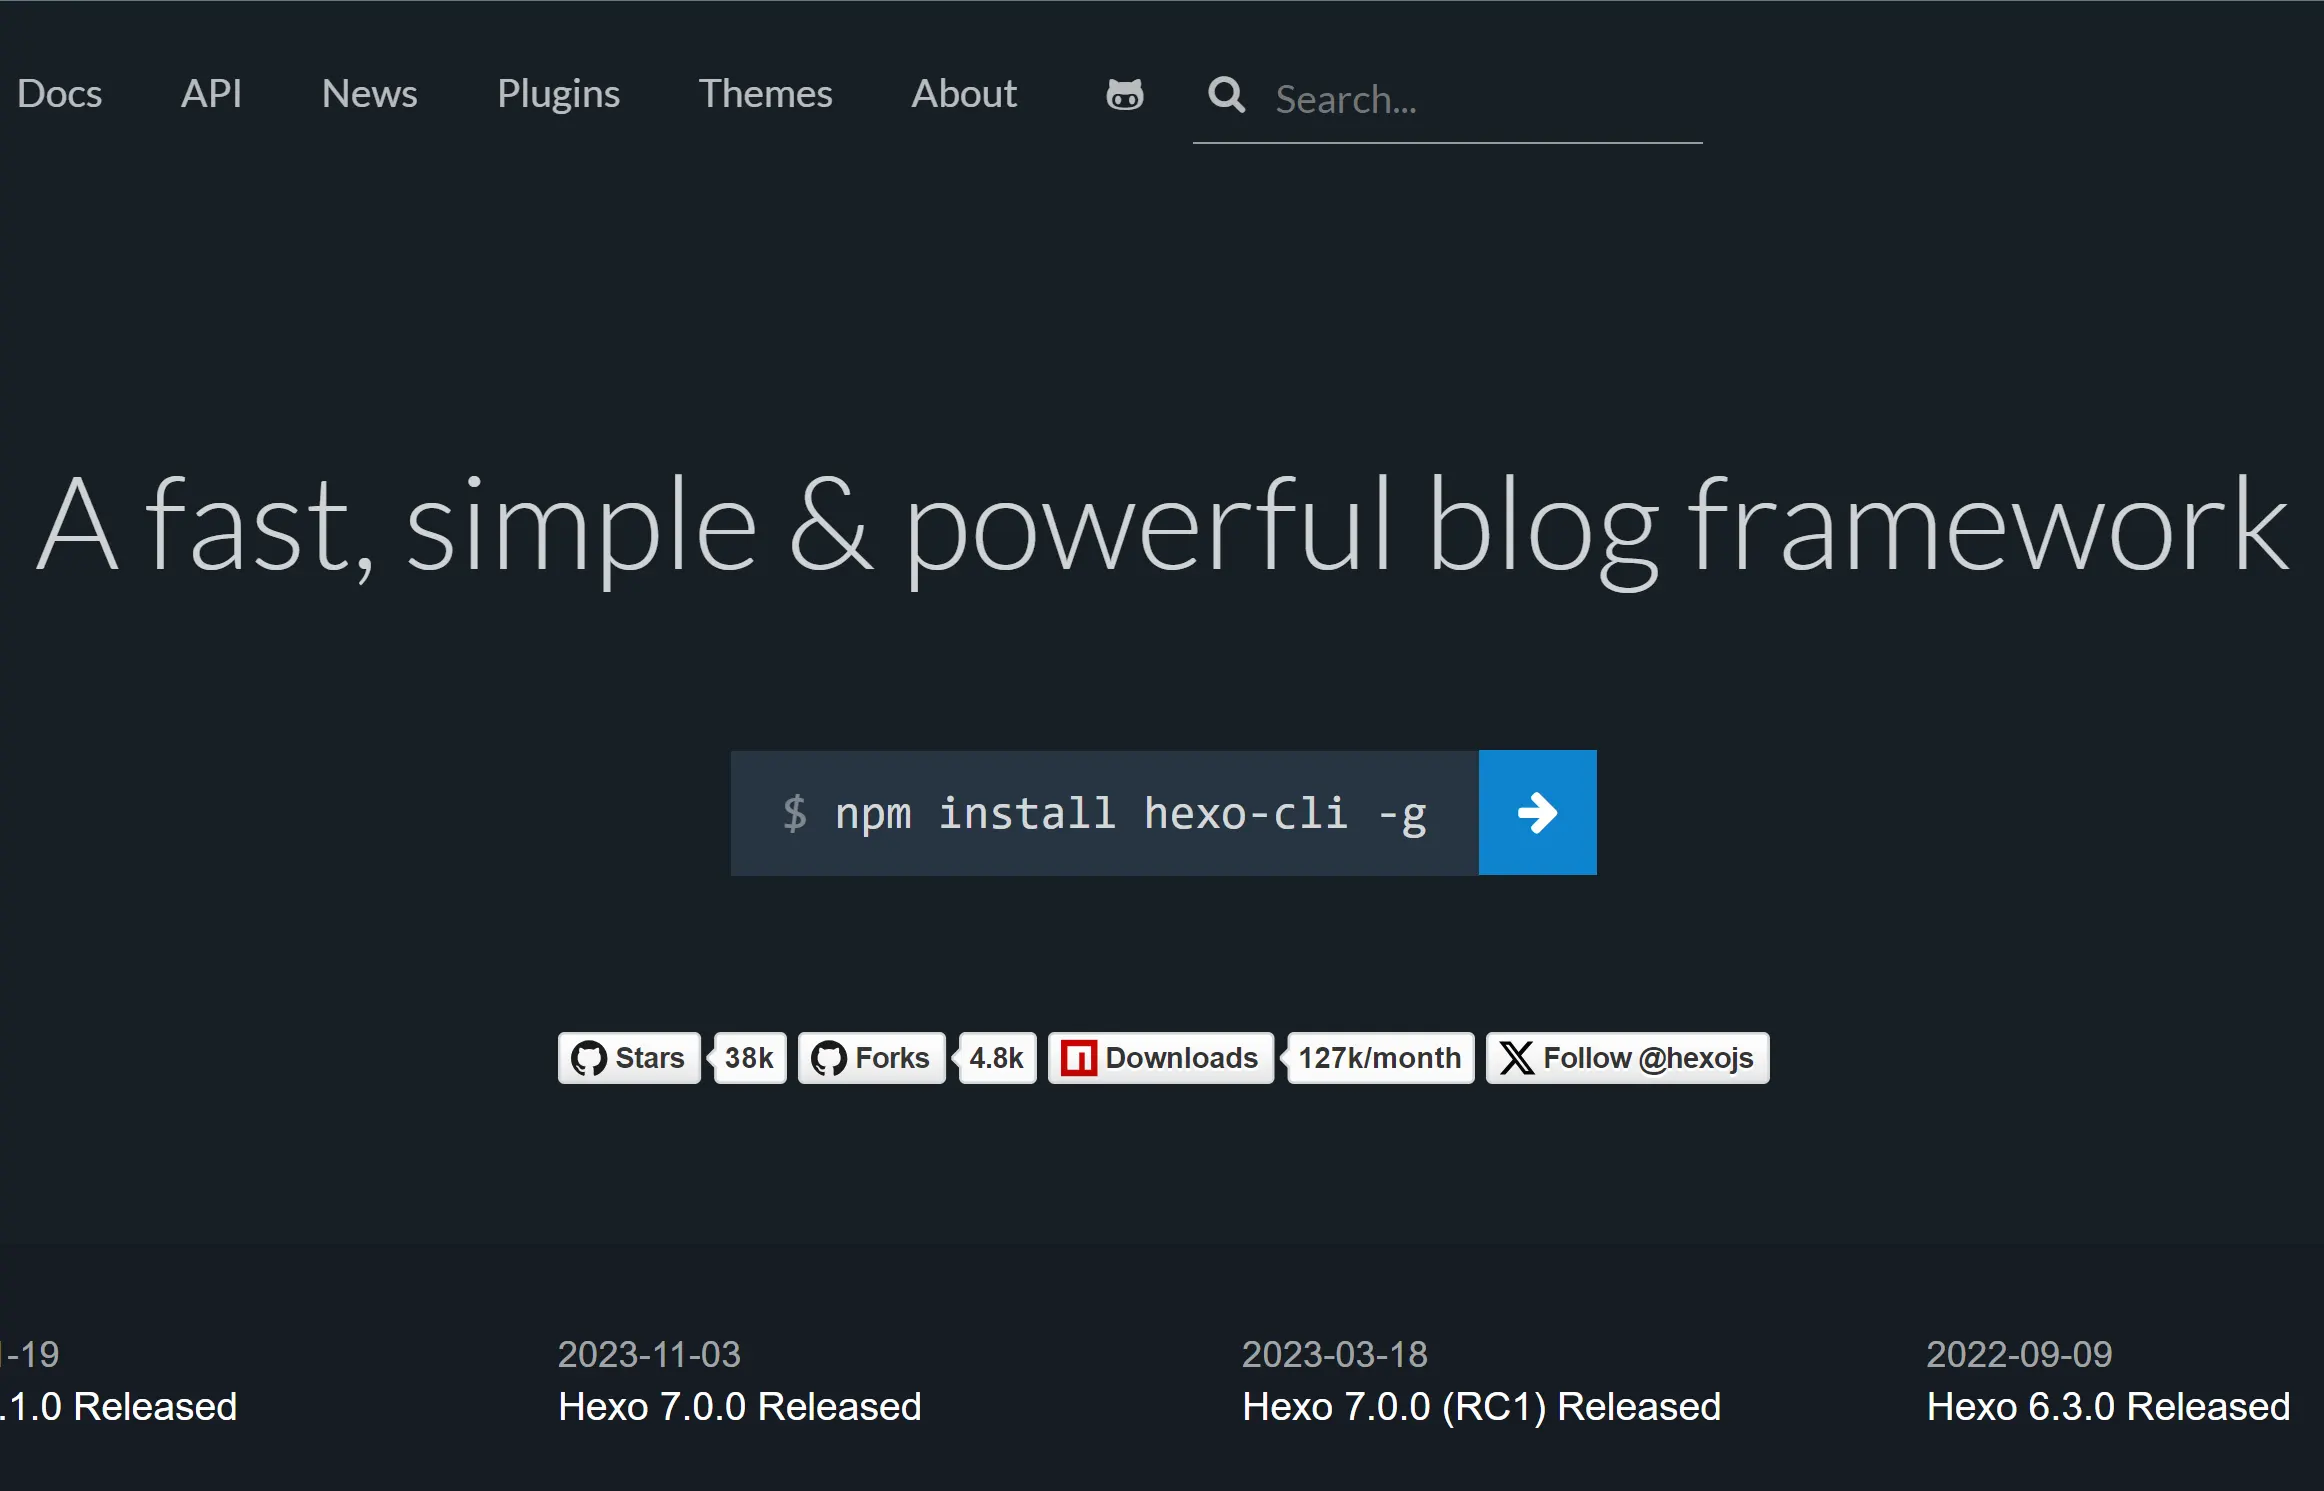 Docs API News Plugins Themes About Search...
A fast, simple & powerful blog framework
$ npm install hexo-cli -g
Stars 38k Forks 4.8k Downloads 127k/month Follow @hexojs
-19 2023-11-03 2023-03-18 2022-09-09
.1.0 Released Hexo 7.0.0 Released Hexo 7.0.0 (RC1) Released Hexo 6.3.0 Released